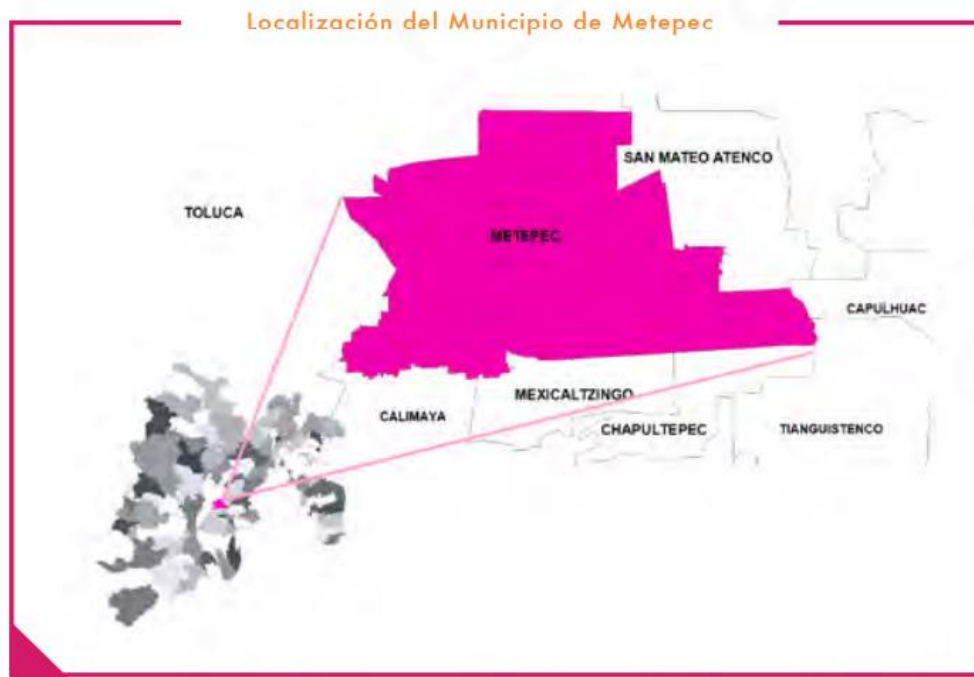 Localización del Municipio de Metepec
SAN MATEO ATENCO
TOLUCA
METEPEC
CAPULHUAC
MEXICALTZINGO
CALIMAYA
CHAPULTEPEC
TIANGUISTENCO